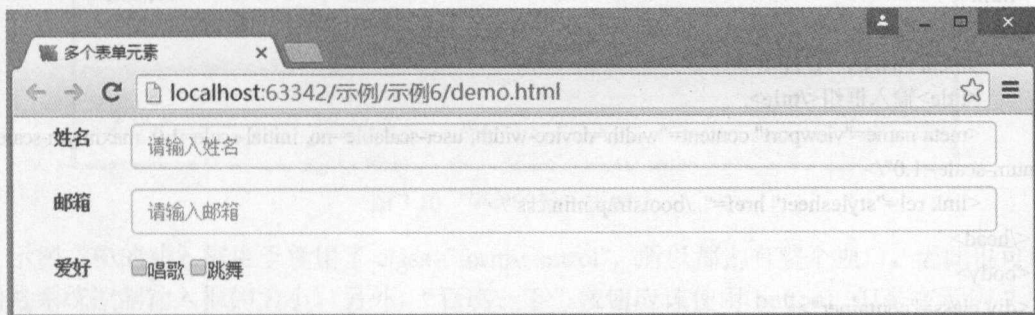 多个表单元素
localhost:63342/示例/示例6/demo.html
姓名 请输入姓名
邮箱 请输入邮箱
爱好 唱歌 跳舞